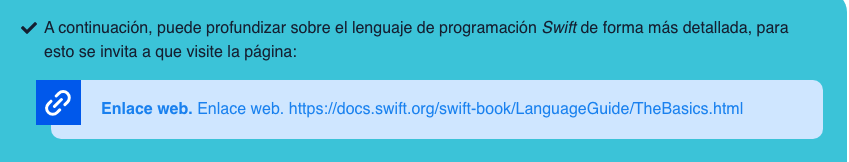 A continuación, puede profundizar sobre el lenguaje de programación Swift de forma más detallada, para
esto se invita a que visite la página:
Enlace web. Enlace web. https://docs.swift.org/swift-book/LanguageGuide/TheBasics.html